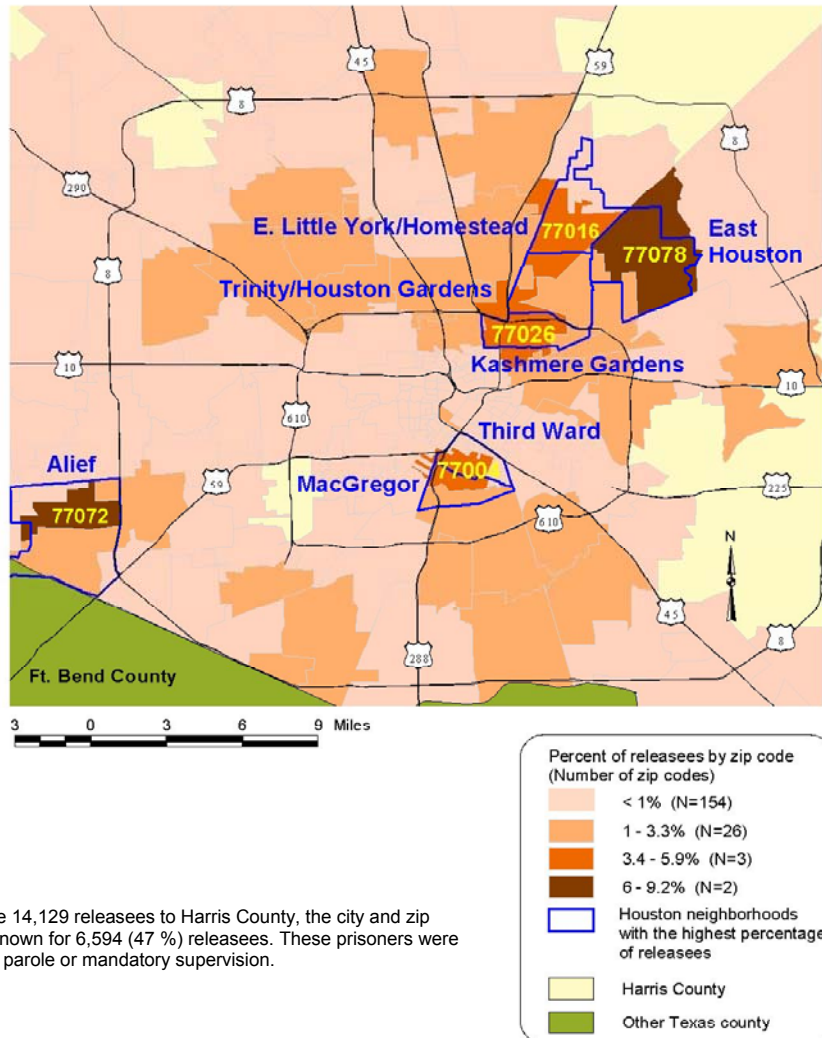 45
59
8
8
290
E. Little York/Homestead
77016
East
Houston
77078
8
Trinity/Houston Gardens
77026
Kashmere Gardens
10
10
610
Third Ward
Alief
59
MacGregor
77004
225
77072
610
N
45
8
288
Ft. Bend County
3 0 3 6 9 Miles
Percent of releasees by zip code
(Number of zip codes)
< 1% (N=154)
1 - 3.3% (N=26)
3.4 - 5.9% (N=3)
6 - 9.2% (N=2)
Houston neighborhoods
with the highest percentage
of releasees
Harris County
Other Texas county
e 14,129 releasees to Harris County, the city and zip
nown for 6,594 (47 %) releasees. These prisoners were
parole or mandatory supervision.